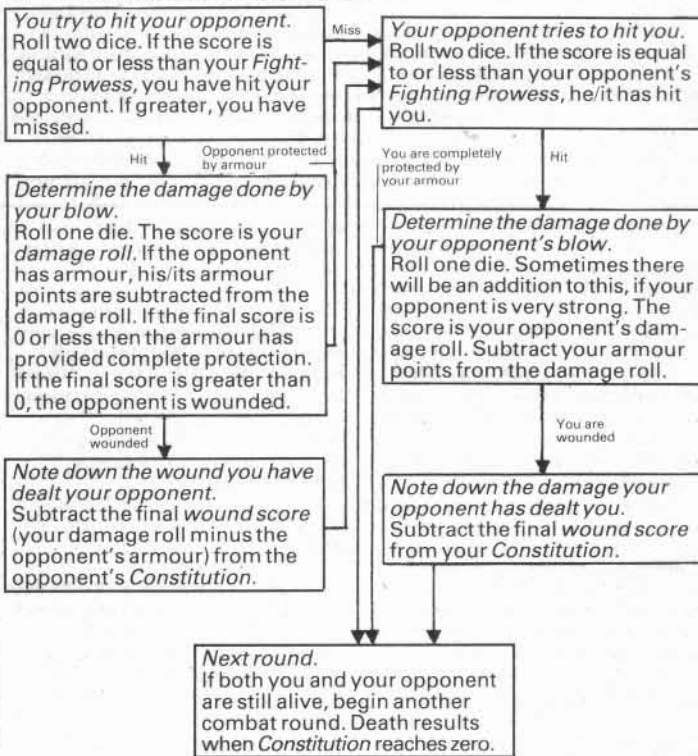 You try to hit your opponent.
Roll two dice. If the score is
equal to or less than your Fight-
ing Prowess, you have hit your
opponent. If greater, you have
missed.
Miss
Your opponent tries to hit you.
Roll two dice. If the score is equal
to or less than your opponent's
Fighting Prowess, he/it has hit
you.
Hit
Opponent protected
by armour
You are completely
protected by
your armour
Hit
Determine the damage done by
your blow.
Roll one die. The score is your
damage roll. If the opponent
has armour, his/its armour
points are subtracted from the
damage roll. If the final score is
0 or less then the armour has
provided complete protection.
If the final score is greater than
0, the opponent is wounded.
Determine the damage done by
your opponent's blow.
Roll one die. Sometimes there
will be an addition to this, if your
opponent is very strong. The
score is your opponent's dam-
age roll. Subtract your armour
points from the damage roll.
Opponent
wounded
You are
wounded
Note down the wound you have
dealt your opponent.
Subtract the final wound score
(your damage roll minus the
opponent's armour) from the
opponent's Constitution.
Note down the damage your
opponent has dealt you.
Subtract the final wound score
from your Constitution.
Next round.
If both you and your opponent
are still alive, begin another
combat round. Death results
when Constitution reaches zero.